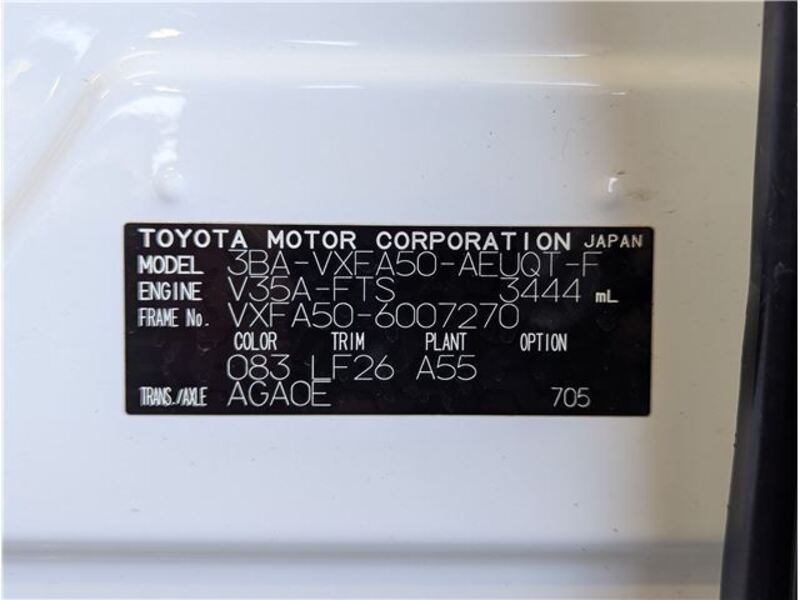 TOYOTA MOTOR CORPORATION JAPAN
MODEL 3BA-VXFA50-AEUQT-F
ENGINE V35A-FTS 3444 mL
FRAME No. VXFA50-6007270
COLOR TRIM PLANT OPTION
083 LF26 A55
TRANS./AXLE AGA0E 705